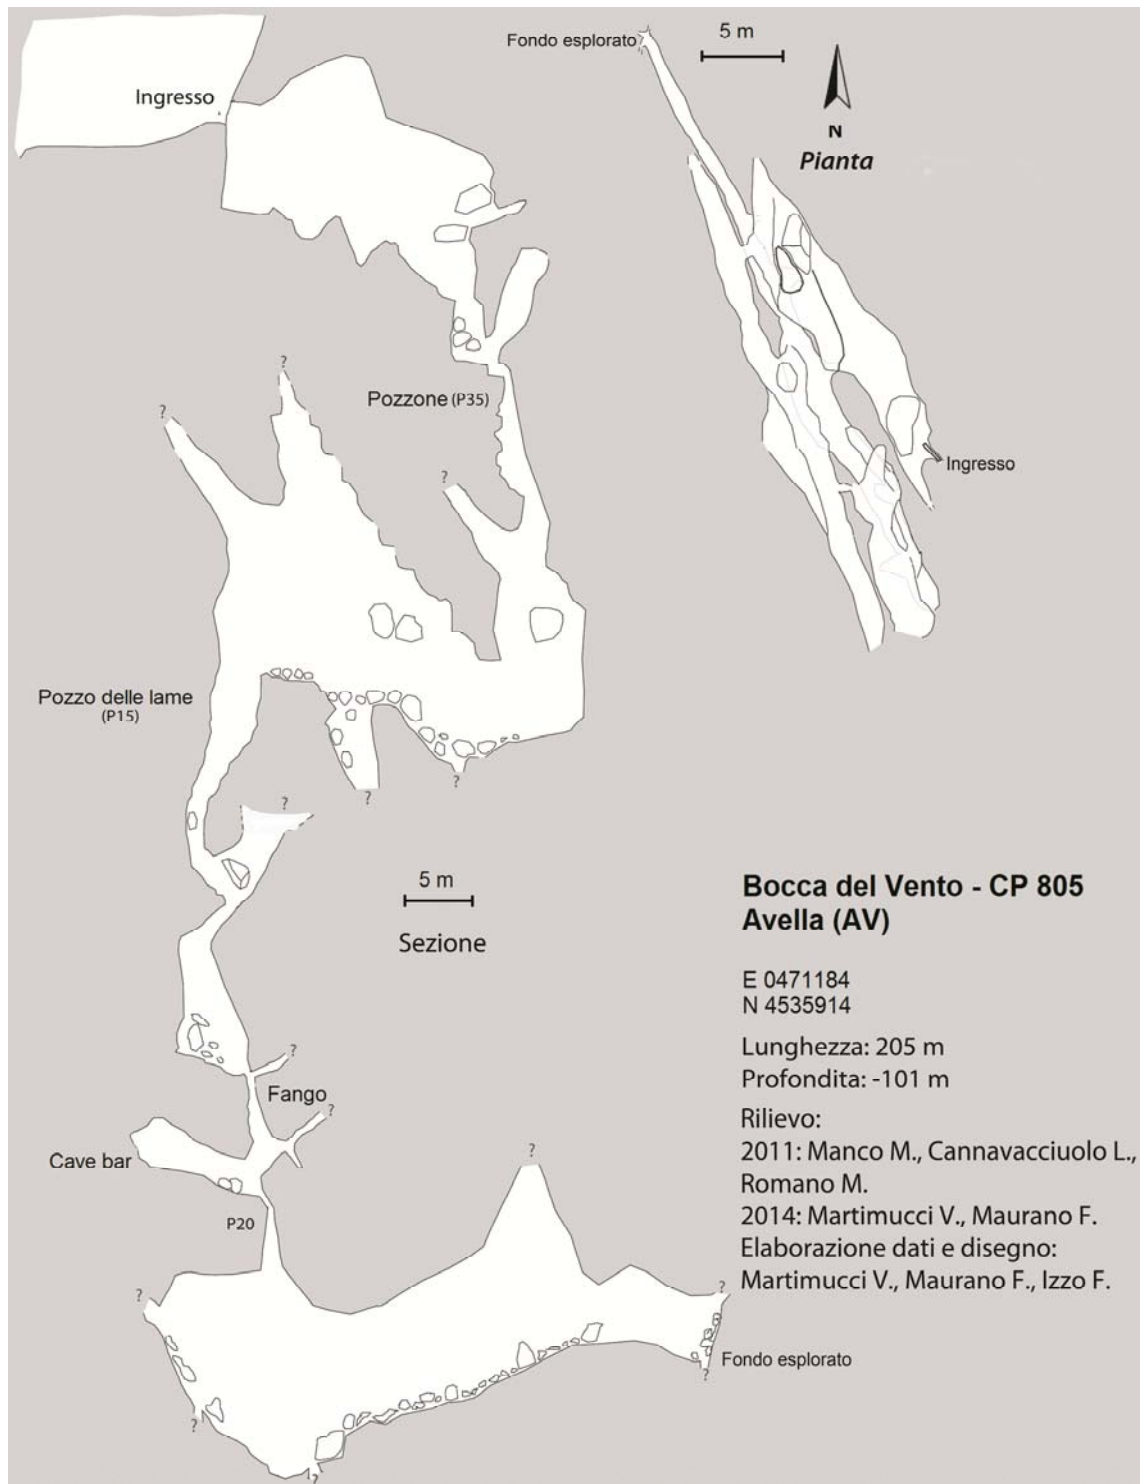 Fondo esplorato
5 m
Ingresso
N
Pianta
?
Pozzone (P35)
?
Ingresso
?
Pozzo delle lame
(P15)
?
?
?
5 m
Sezione
Bocca del Vento - CP 805
Avella (AV)
E 0471184
N 4535914
Lunghezza: 205 m
Profondita: -101 m
Rilievo:
2011: Manco M., Cannavacciuolo L.,
Romano M.
2014: Martimucci V., Maurano F.
Elaborazione dati e disegno:
Martimucci V., Maurano F., Izzo F.
?
Fango
?
Cave bar
?
P20
?
?
Fondo esplorato
?
?
?